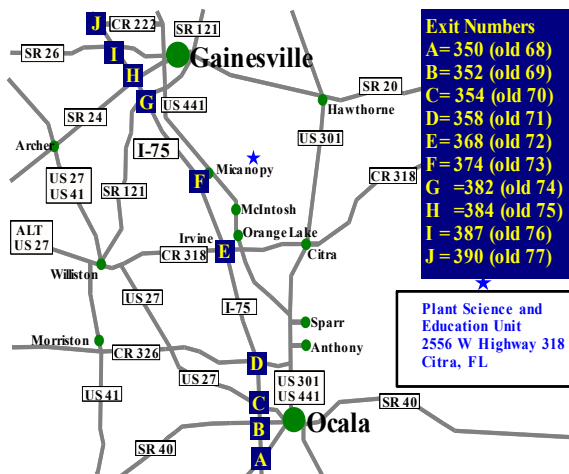 J
CR 222
SR 121
SR 26
I
Gainesville
H
SR 20
G
US 441
Hawthorne
SR 24
US 301
Archer
I-75
Micanopy
CR 318
US 27
US 41
F
SR 121
McIntosh
ALT
US 27
Irvine
Orange Lake
E
Citra
CR 318
Williston
US 27
I-75
Sparr
Morriston
Anthony
CR 326
D
US 27
US 301
US 441
US 41
C
Ocala
SR 40
B
SR 40
A
Exit Numbers
A= 350 (old 68)
B= 352 (old 69)
C= 354 (old 70)
D= 358 (old 71)
E= 368 (old 72)
F= 374 (old 73)
G =382 (old 74)
H =384 (old 75)
I =387 (old 76)
J =390 (old 77)
Plant Science and
Education Unit
2556 W Highway 318
Citra, FL